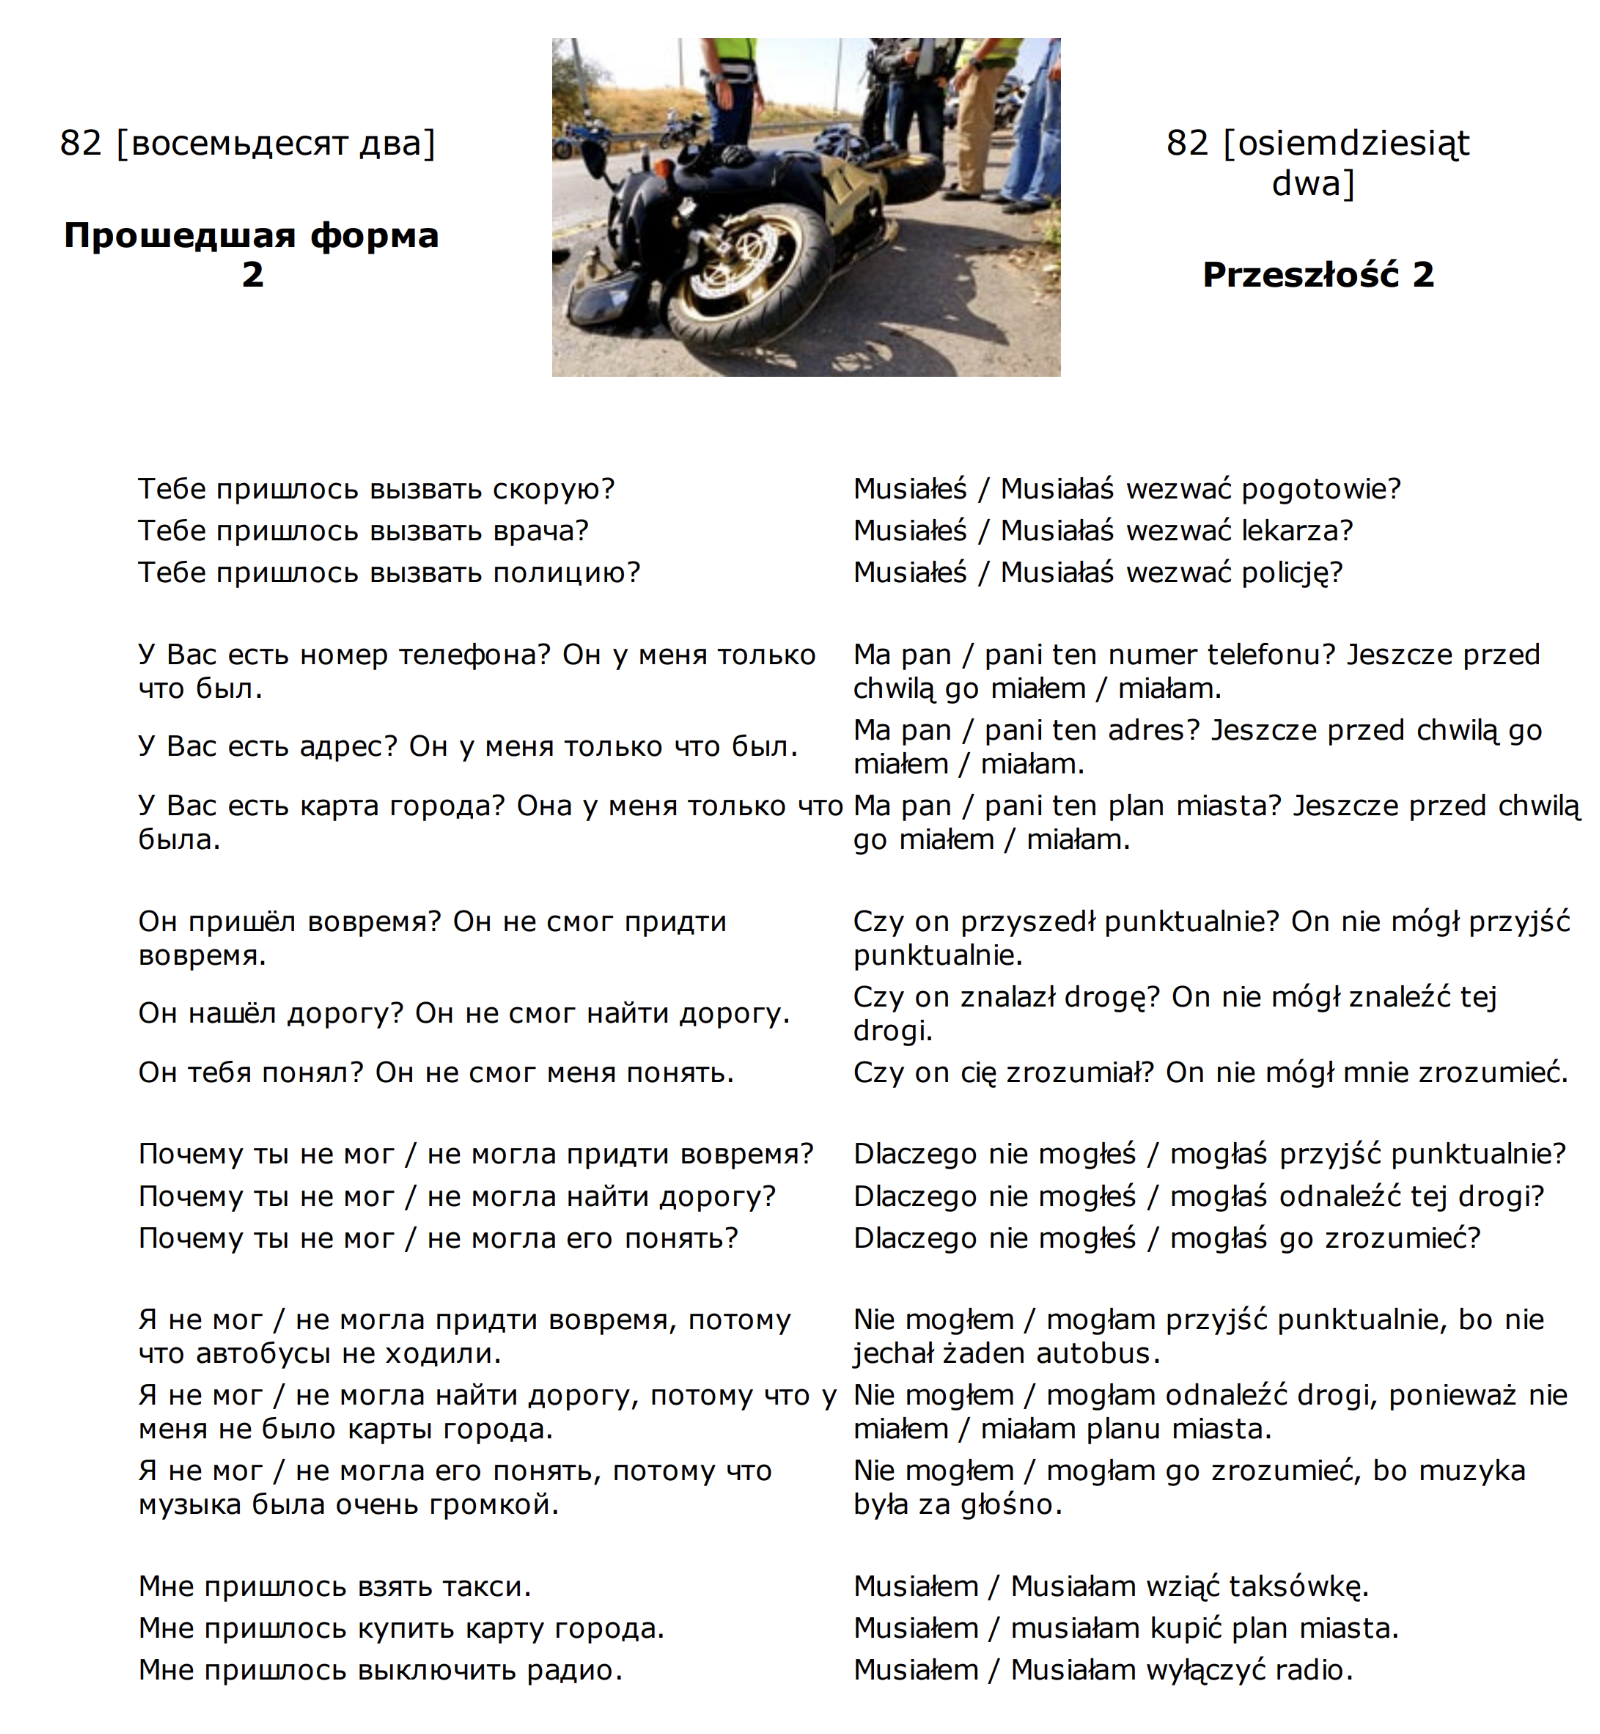 82 [восемьдесят два]
Прошедшая форма
2
82 [osiemdziesiąt
dwa]
Przeszłość 2
Тебе пришлось вызвать скорую?
Musiałeś / Musiałaś wezwać pogotowie?
Тебе пришлось вызвать врача?
Musiałeś / Musiałaś wezwać lekarza?
Тебе пришлось вызвать полицию?
Musiałeś / Musiałaś wezwać policję?
У Вас есть номер телефона? Он у меня только
что был.
Ma pan / pani ten numer telefonu? Jeszcze przed
chwilą go miałem / miałam.
У Вас есть адрес? Он у меня только что был.
Ma pan / pani ten adres? Jeszcze przed chwilą go
miałem / miałam.
У Вас есть карта города? Она у меня только что
была.
Ma pan / pani ten plan miasta? Jeszcze przed chwilą
go miałem / miałam.
Он пришёл вовремя? Он не смог придти
вовремя.
Czy on przyszedł punktualnie? On nie mógł przyjść
punktualnie.
Он нашёл дорогу? Он не смог найти дорогу.
Czy on znalazł drogę? On nie mógł znaleźć tej
drogi.
Он тебя понял? Он не смог меня понять.
Czy on cię zrozumiał? On nie mógł mnie zrozumieć.
Почему ты не мог / не могла придти вовремя?
Dlaczego nie mogłeś / mogłaś przyjść punktualnie?
Почему ты не мог / не могла найти дорогу?
Dlaczego nie mogłeś / mogłaś odnaleźć tej drogi?
Почему ты не мог / не могла его понять?
Dlaczego nie mogłeś / mogłaś go zrozumieć?
Я не мог / не могла придти вовремя, потому
что автобусы не ходили.
Nie mogłem / mogłam przyjść punktualnie, bo nie
jechał żaden autobus.
Я не мог / не могла найти дорогу, потому что у
меня не было карты города.
Nie mogłem / mogłam odnaleźć drogi, ponieważ nie
miałem / miałam planu miasta.
Я не мог / не могла его понять, потому что
музыка была очень громкой.
Nie mogłem / mogłam go zrozumieć, bo muzyka
była za głośno.
Мне пришлось взять такси.
Musiałem / Musiałam wziąć taksówkę.
Мне пришлось купить карту города.
Musiałem / musiałam kupić plan miasta.
Мне пришлось выключить радио.
Musiałem / Musiałam wyłączyć radio.